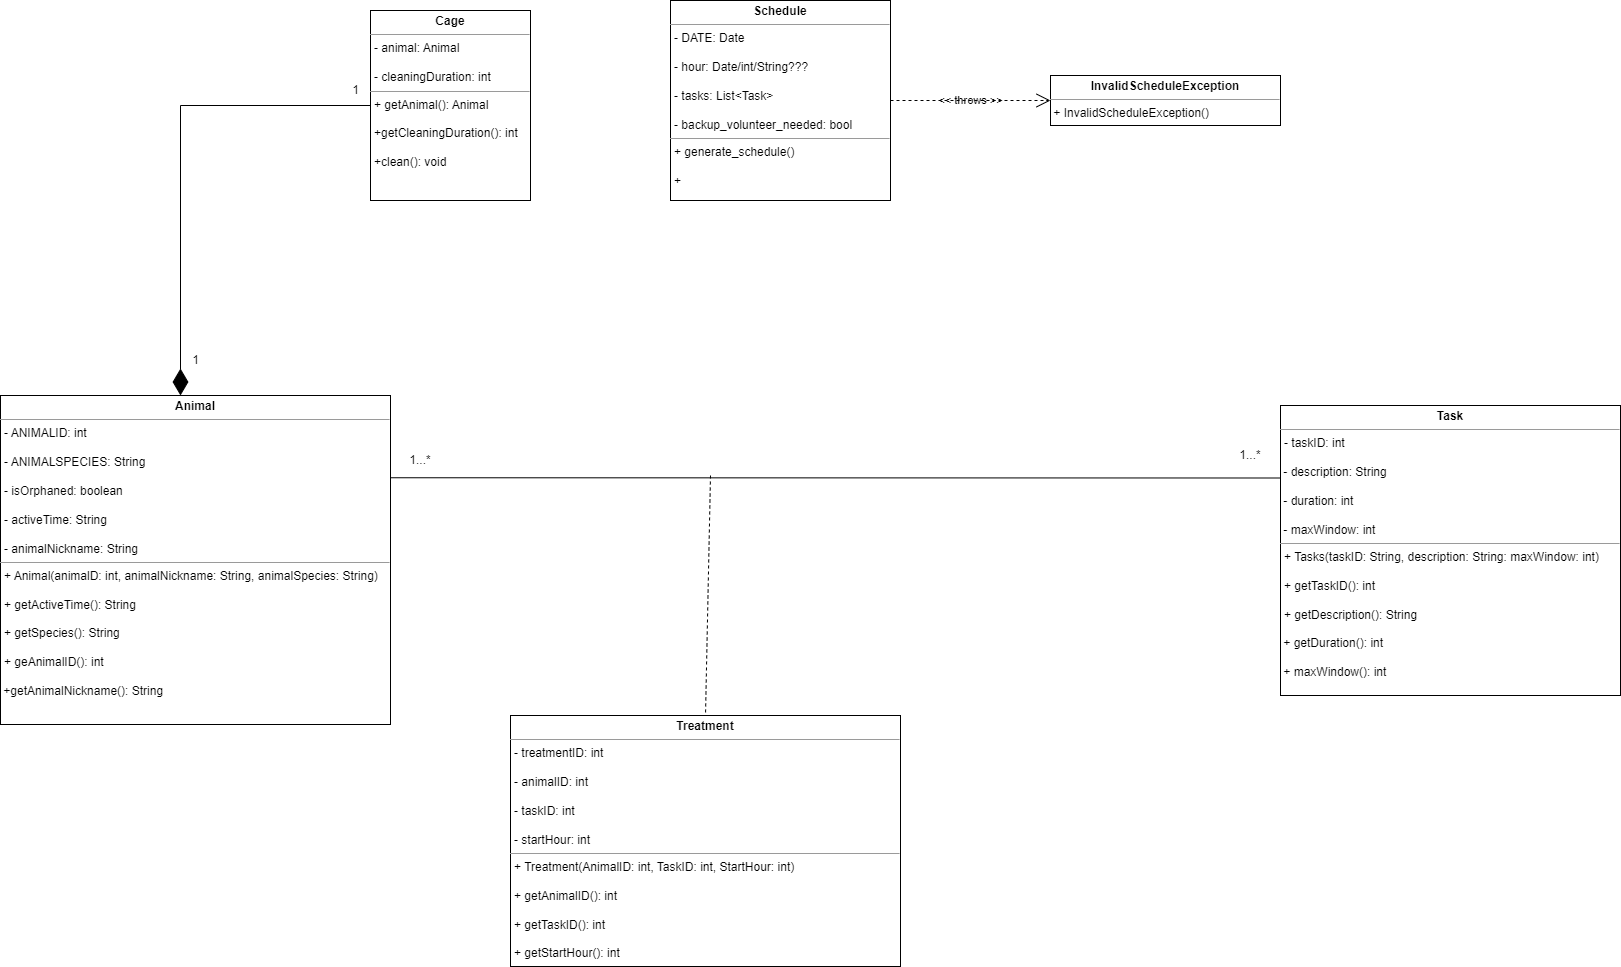 Cage
- animal: Animal
- cleaningDuration: int
+ getAnimal(): Animal
+getCleaningDuration(): int
+clean(): void
Schedule
- DATE: Date
- hour: Date/int/String???
- tasks: List<Task>
- backup_volunteer_needed: bool
+ generate_schedule()
+
<< throws >>
InvalidScheduleException
+ InvalidScheduleException()
1
1
Animal
- ANIMALID: int
- ANIMALSPECIES: String
- isOrphaned: boolean
- activeTime: String
- animalNickname: String
+ Animal(animaID: int, animalNickname: String, animalSpecies: String)
+ getActiveTime(): String
+ getSpecies(): String
+ geAnimalID(): int
+getAnimalNickname(): String
1...*
1...*
Task
- taskID: int
- description: String
- duration: int
- maxWindow: int
+ Tasks(taskID: String, description: String: maxWindow: int)
+ getTaskID(): int
+ getDescription(): String
+ getDuration(): int
+ maxWindow(): int
Treatment
- treatmentID: int
- animalID: int
- taskID: int
- startHour: int
+ Treatment(AnimalID: int, TaskID: int, StartHour: int)
+ getAnimalID(): int
+ getTaskID(): int
+ getStartHour(): int